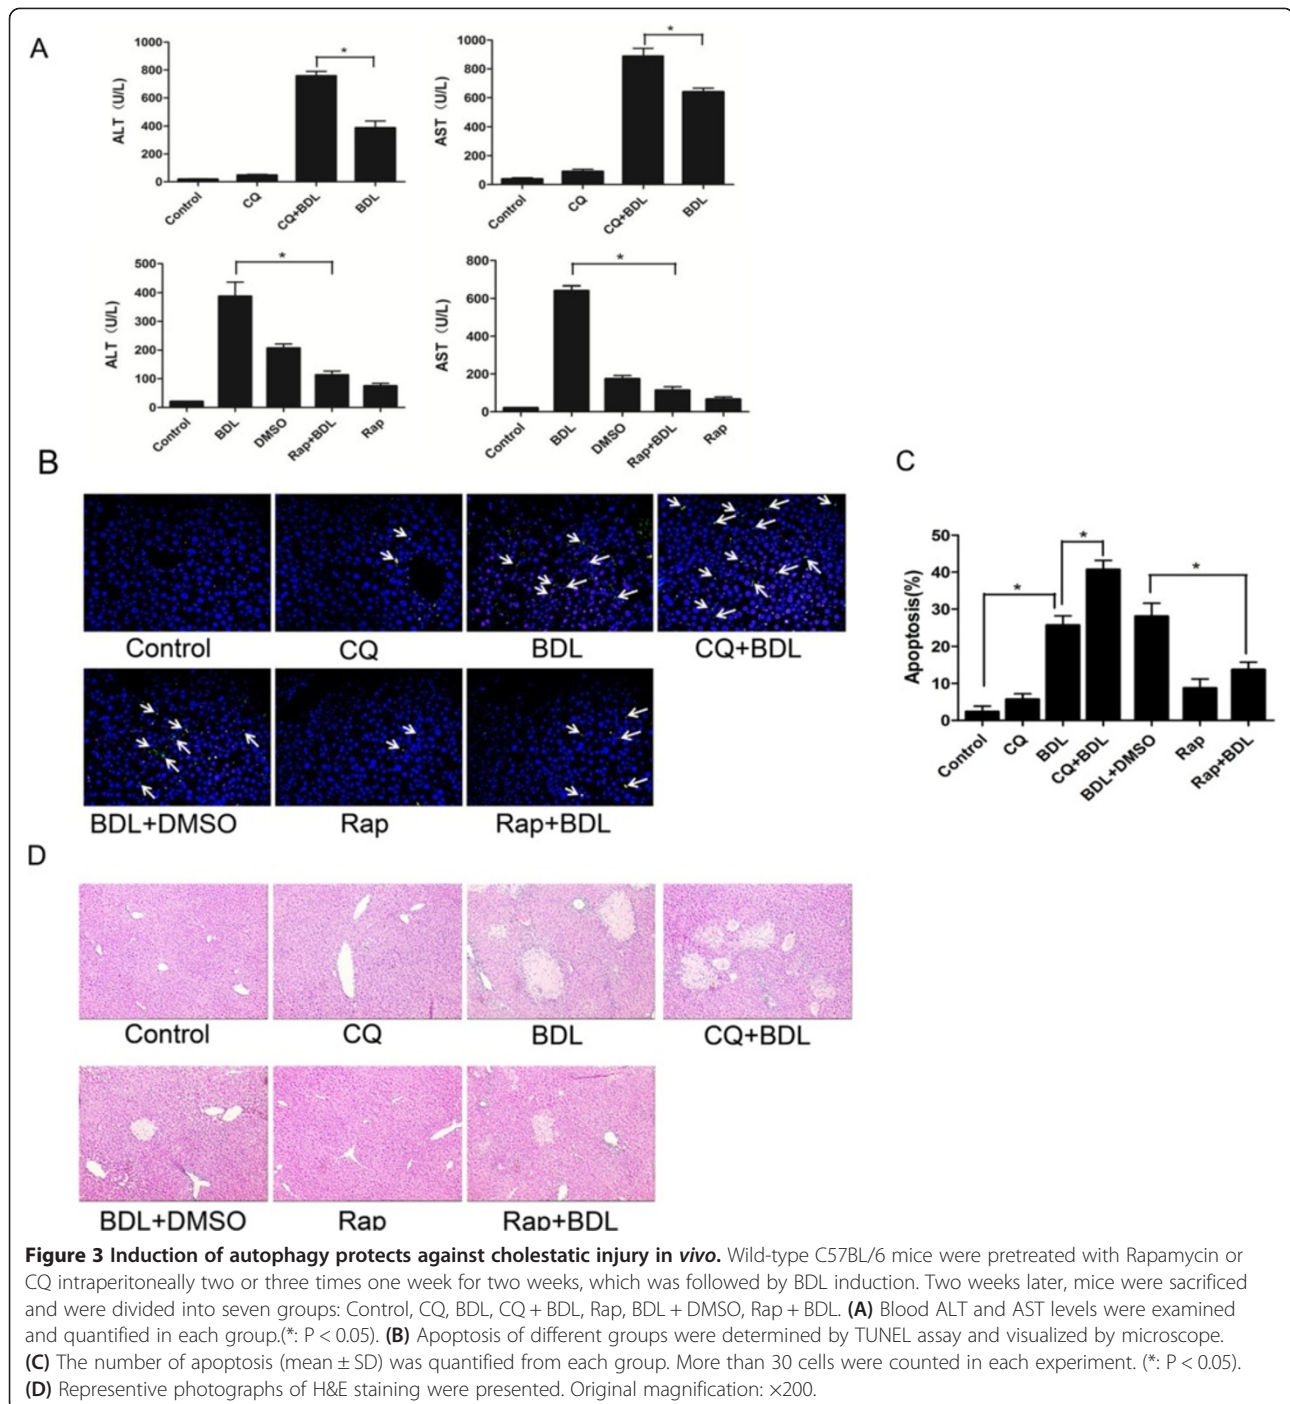 A
1000
800
600
400
200
0
ALT (U/L)
*
Control
CQ
CQ+BDL
BDL
1000
800
600
400
200
0
AST (U/L)
*
Control
CQ
CQ+BDL
BDL
500
400
300
200
100
0
ALT (U/L)
*
Control
BDL
DMSO
Rap+BDL
Rap
800
600
400
200
0
AST (U/L)
*
Control
BDL
DMSO
Rap+BDL
Rap
B
Control
CQ
BDL
CQ+BDL
BDL+DMSO
Rap
Rap+BDL
C
50
40
30
20
10
0
Apoptosis(%)
*
*
*
Control
CQ
BDL
CQ+BDL
BDL+DMSO
Rap
Rap+BDL
D
Control
CQ
BDL
CQ+BDL
BDL+DMSO
Rap
Rap+BDL
Figure 3 Induction of autophagy protects against cholestatic injury in vivo. Wild-type C57BL/6 mice were pretreated with Rapamycin or
CQ intraperitoneally two or three times one week for two weeks, which was followed by BDL induction. Two weeks later, mice were sacrificed
and were divided into seven groups: Control, CQ, BDL, CQ + BDL, Rap, BDL + DMSO, Rap + BDL. (A) Blood ALT and AST levels were examined
and quantified in each group.(*: P < 0.05). (B) Apoptosis of different groups were determined by TUNEL assay and visualized by microscope.
(C) The number of apoptosis (mean ± SD) was quantified from each group. More than 30 cells were counted in each experiment. (*: P < 0.05).
(D) Representive photographs of H&E staining were presented. Original magnification: ×200.